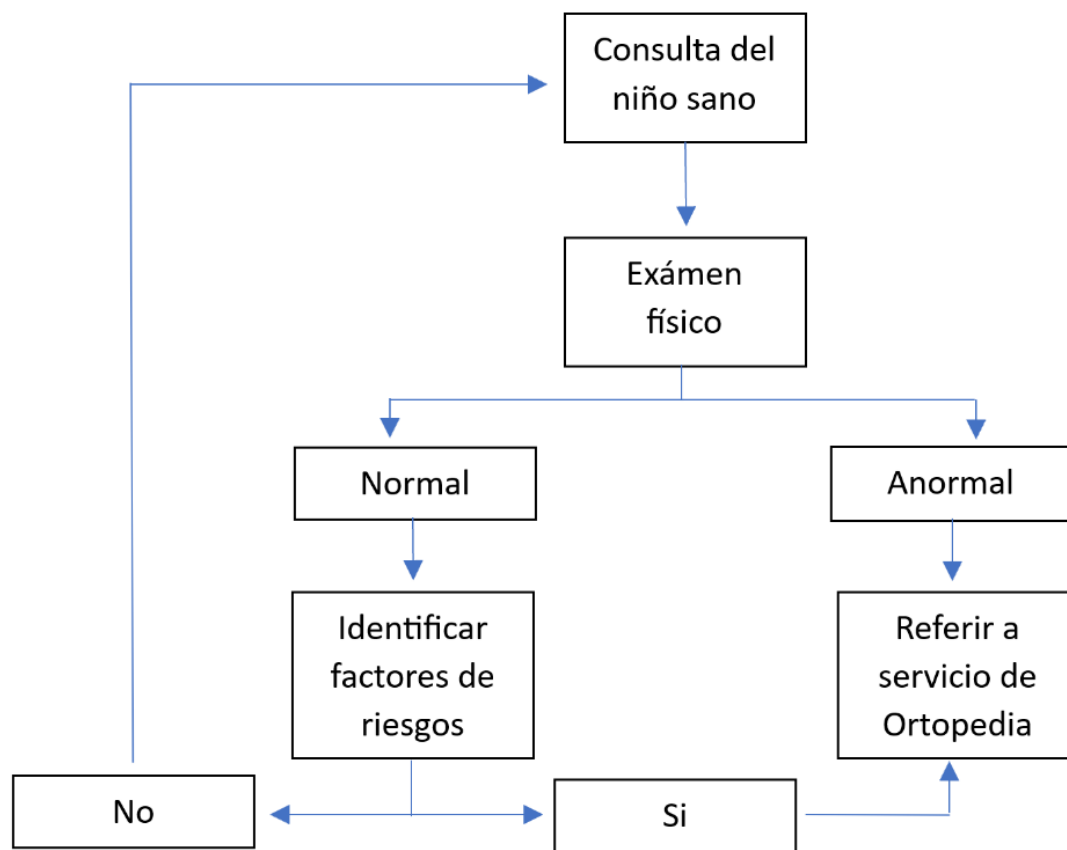 Consulta del
niño sano
Exámen
físico
Normal
Anormal
Identificar
factores de
riesgos
Referir a
servicio de
Ortopedia
No
Si